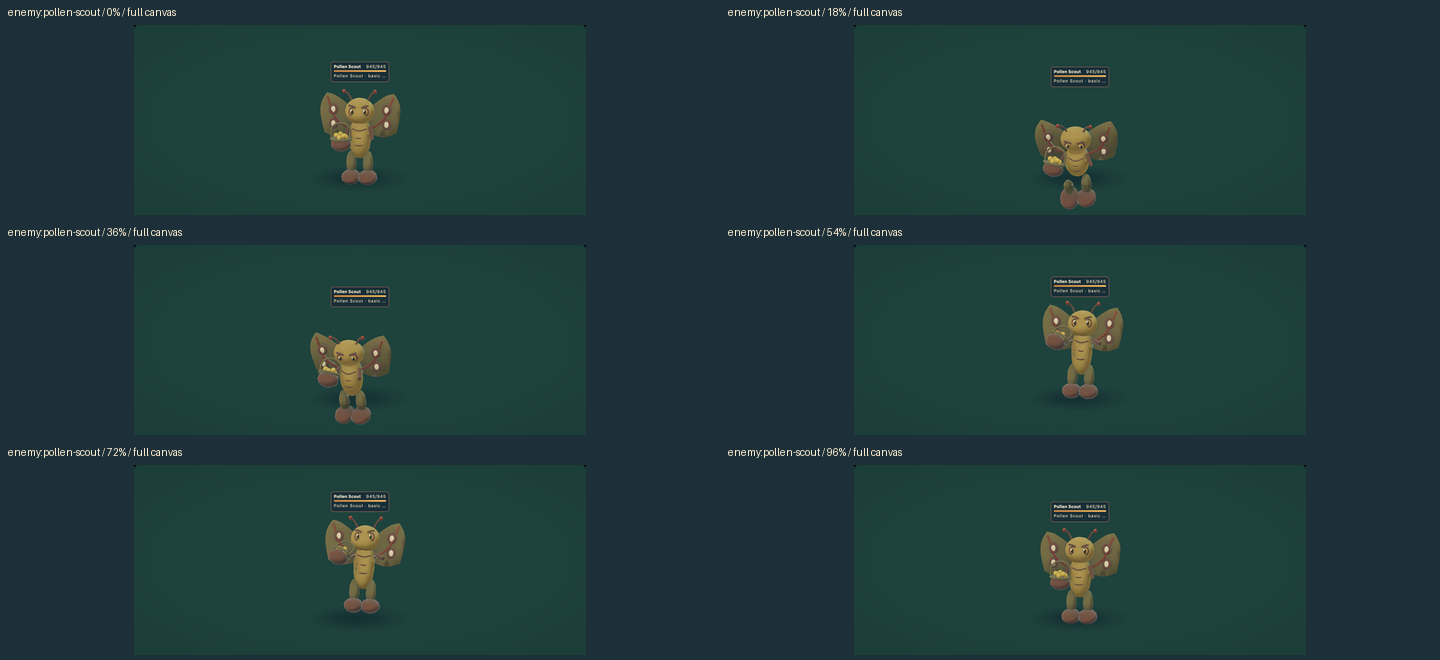 enemy:pollen-scout / 0% / full canvas
Pollen Scout 945/945
Pollen Scout · basic ...
enemy:pollen-scout / 18% / full canvas
Pollen Scout 945/945
Pollen Scout · basic ...
enemy:pollen-scout / 36% / full canvas
Pollen Scout 945/945
Pollen Scout · basic ...
enemy:pollen-scout / 54% / full canvas
Pollen Scout 945/945
Pollen Scout · basic ...
enemy:pollen-scout / 72% / full canvas
Pollen Scout 945/945
Pollen Scout · basic ...
enemy:pollen-scout / 96% / full canvas
Pollen Scout 945/945
Pollen Scout · basic ...